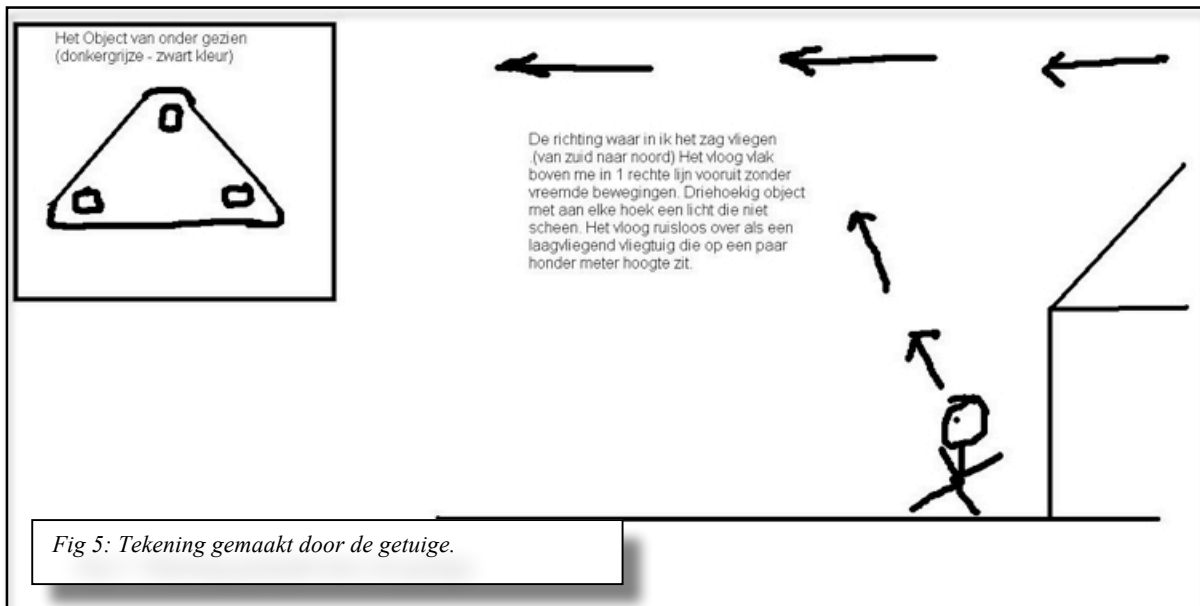 Het Object van onder gezien
(donkergrijze - zwart kleur)
De richting waar in ik het zag vliegen
.(van zuid naar noord) Het vloog vlak
boven me in 1 rechte lijn vooruit zonder
vreemde bewegingen. Driehoekig object
met aan elke hoek een licht die niet
scheen. Het vloog ruisloos over als een
laagvliegend vliegtuig die op een paar
honder meter hoogte zit.
Fig 5: Tekening gemaakt door de getuige.